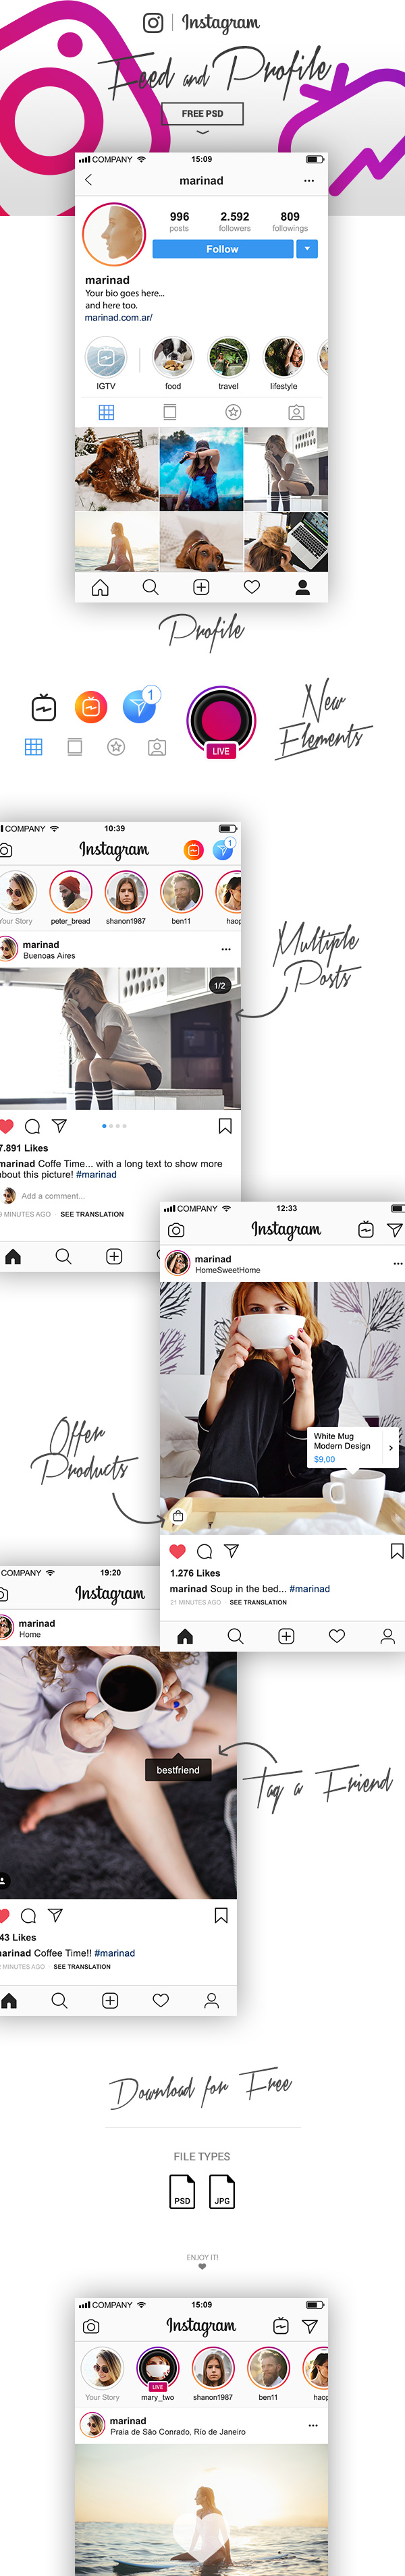 Instagram
Feed and Profile
FREE PSD
COMPANY 15:09
marinad
996 2.592 809
posts followers followings
Follow
marinad
Your bio goes here...
and here too.
marinad.com.ar/
IGTV food travel lifestyle
Profile
1
LIVE
New
Elements
COMPANY 10:39
Instagram 1
Your Story peter_bread shanon1987 ben11 haop
marinad
Buenos Aires
1/2
Multiple
Posts
7.891 Likes
marinad Coffe Time... with a long text to show more
about this picture! #marinad
Add a comment...
MINUTES AGO · SEE TRANSLATION
COMPANY 12:33
Instagram
marinad
HomeSweetHome
White Mug
Modern Design
$9,00
Offer
Products
1.276 Likes
marinad Soup in the bed... #marinad
21 MINUTES AGO · SEE TRANSLATION
COMPANY 19:20
Instagram
marinad
Home
bestfriend
Tag a Friend
43 Likes
marinad Coffee Time!! #marinad
MINUTES AGO · SEE TRANSLATION
Download for Free
FILE TYPES
PSD JPG
ENJOY IT!
COMPANY 15:09
Instagram
LIVE
Your Story mary_two shanon1987 ben11 haop
marinad
Praia de São Conrado, Rio de Janeiro